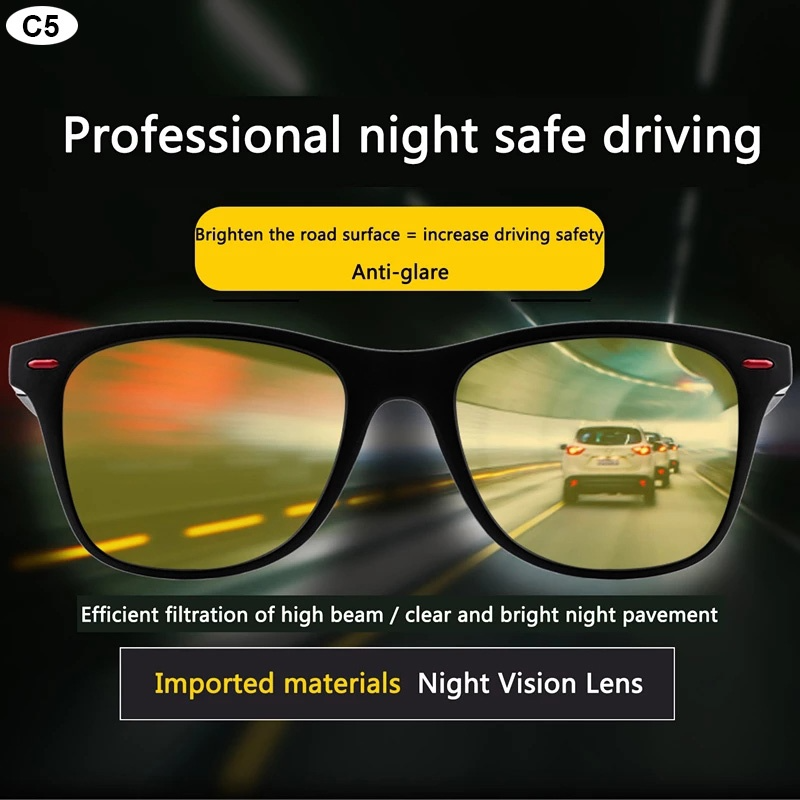 C5
Professional night safe driving
Brighten the road surface = increase driving safety
Anti-glare
Efficient filtration of high beam / clear and bright night pavement
Imported materials Night Vision Lens